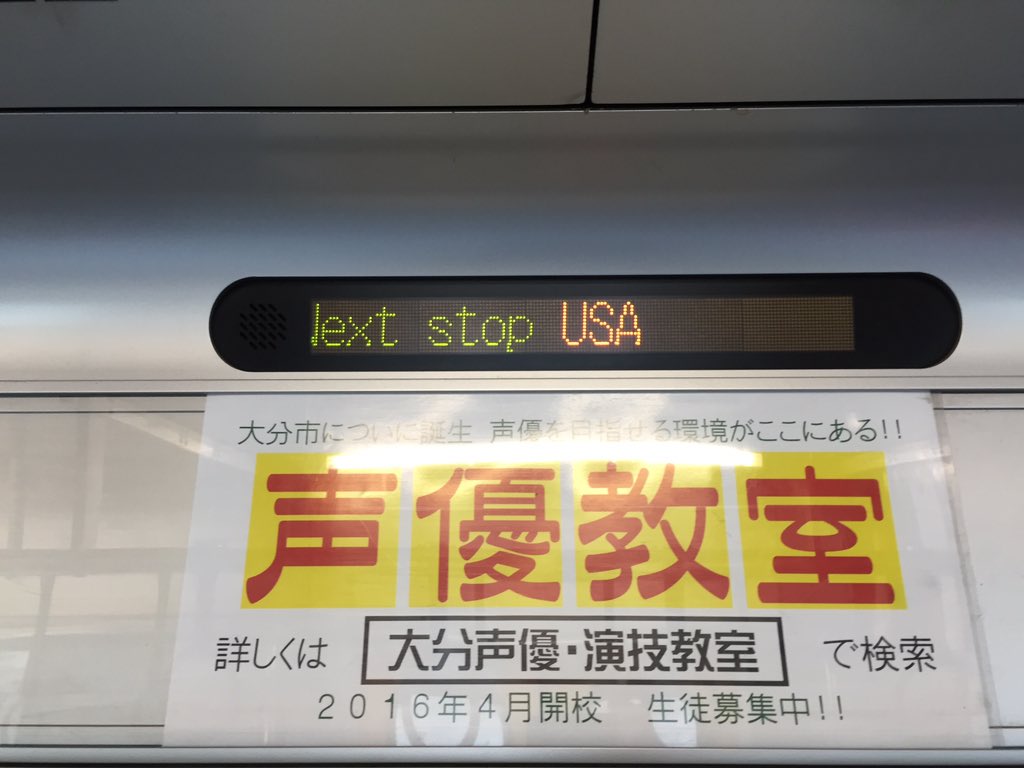 Next stop USA
大分市についに誕生 声優を目指せる環境がここにある!!
声優教室
詳しくは 大分声優・演技教室 で検索
2016年4月開校 生徒募集中!!